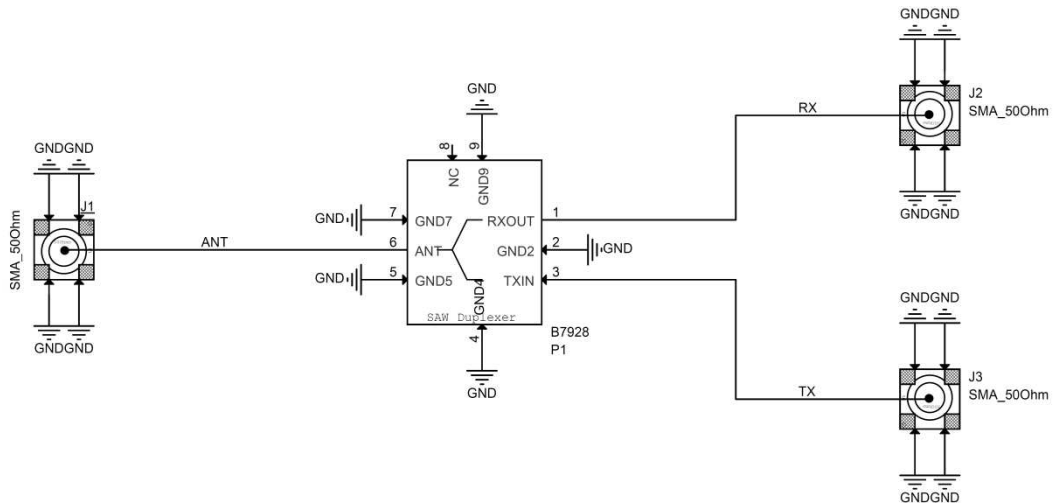 GNDGND
J2
SMA_50Ohm
RX
GNDGND
GND
8
9
NC
GND9
GNDGND
J1
SMA_50Ohm
GNDGND
ANT
GND
7
GND7
RXOUT
1
6
ANT
GND2
2
GND
GND
5
GND5
TXIN
3
GND4
SAW Duplexer
4
GND
B7928
P1
GNDGND
J3
SMA_50Ohm
TX
GNDGND